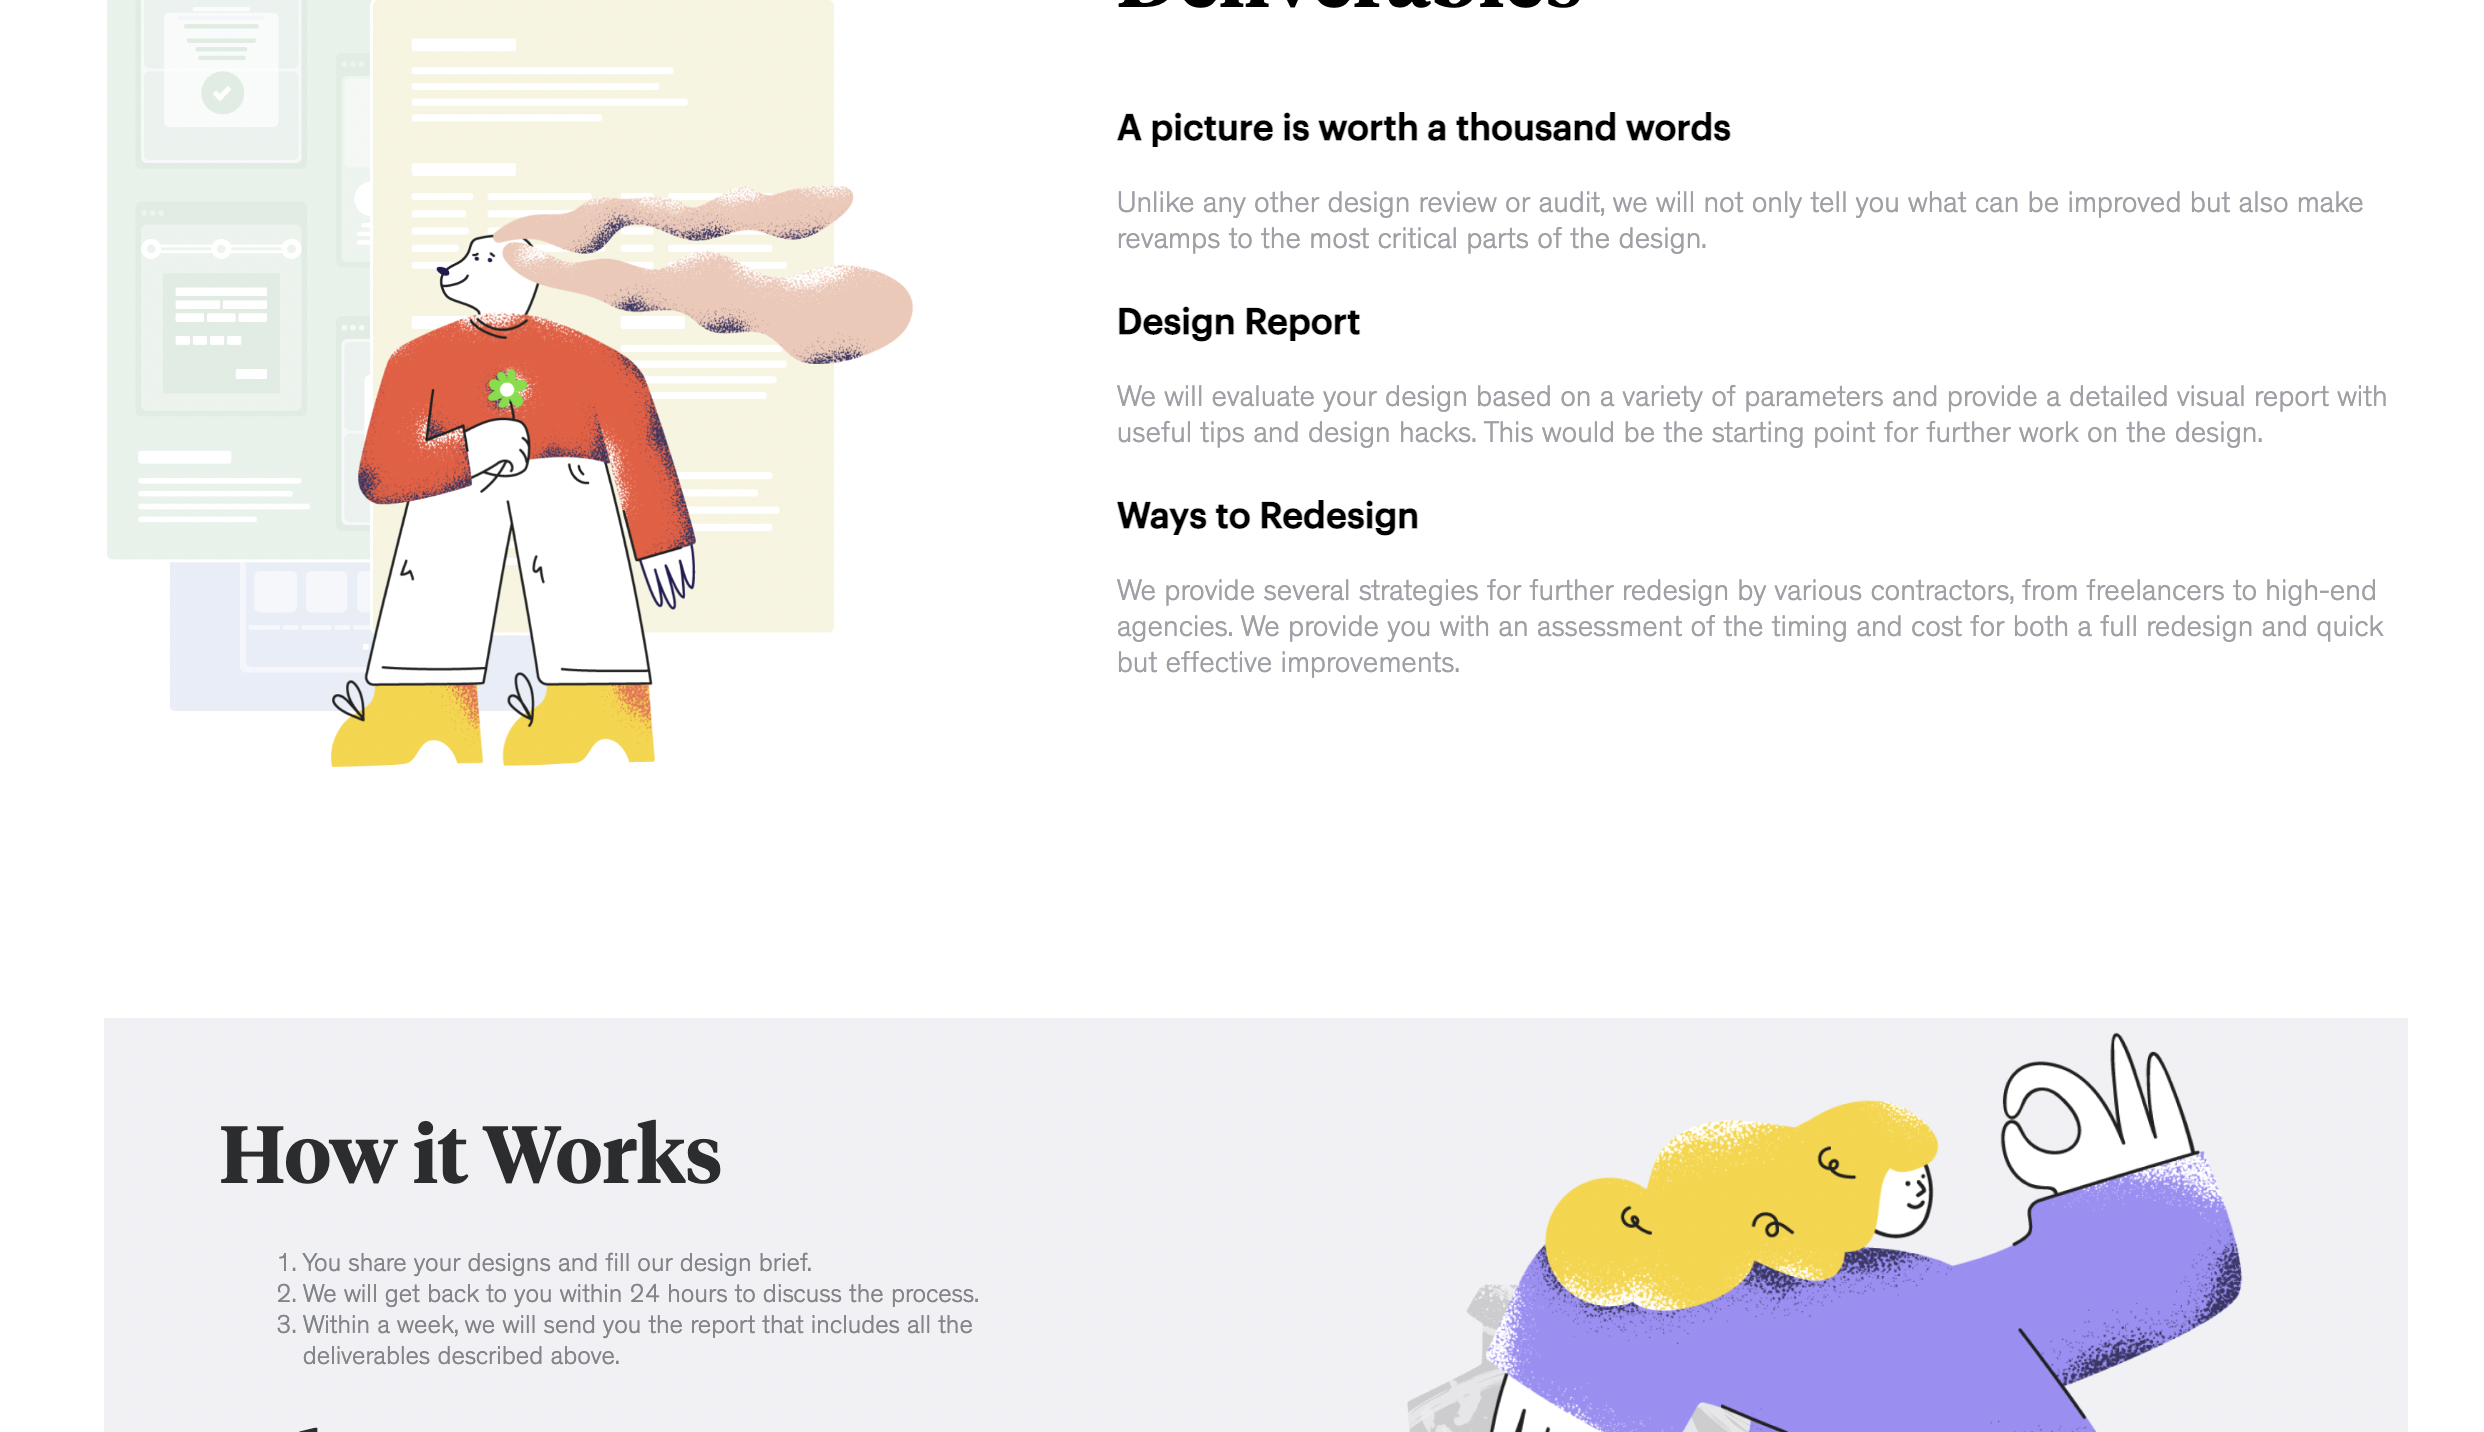 Deliverables
A picture is worth a thousand words
Unlike any other design review or audit, we will not only tell you what can be improved but also make
revamps to the most critical parts of the design.
Design Report
We will evaluate your design based on a variety of parameters and provide a detailed visual report with
useful tips and design hacks. This would be the starting point for further work on the design.
Ways to Redesign
We provide several strategies for further redesign by various contractors, from freelancers to high-end
agencies. We provide you with an assessment of the timing and cost for both a full redesign and quick
but effective improvements.
How it Works
1. You share your designs and fill our design brief.
2. We will get back to you within 24 hours to discuss the process.
3. Within a week, we will send you the report that includes all the
deliverables described above.